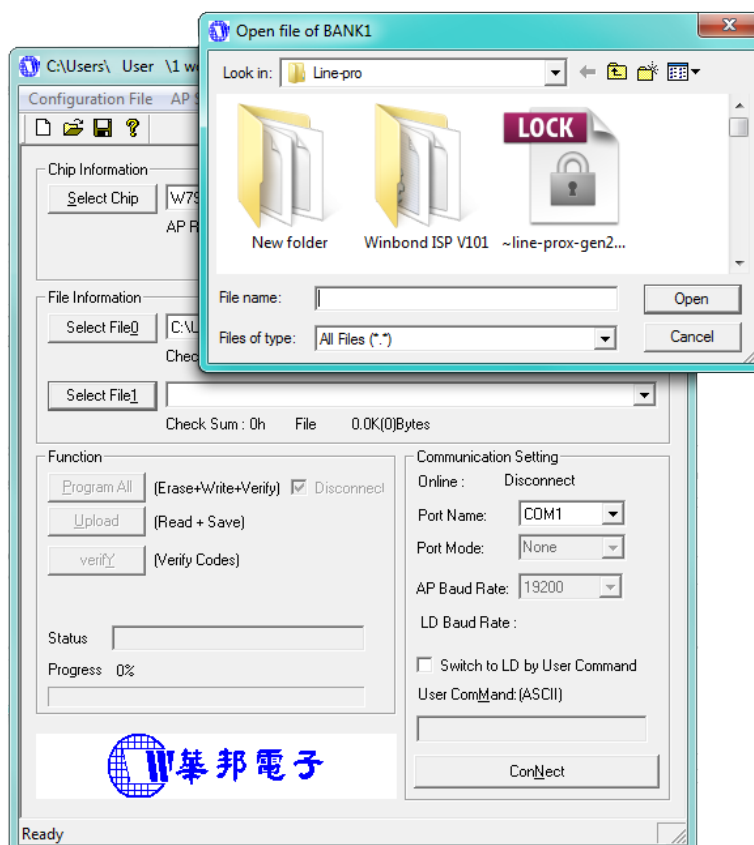 Open file of BANK1
x
Look in: Line-pro
LOCK
New folder
Winbond ISP V101
~line-prox-gen2...
File name:
Open
Files of type: All Files (*.*)
Cancel
C:\Users\ User \1 w
Configuration File AP S
Chip Information
Select Chip W79
AP R
File Information
Select File0 C:\U
Chec
Select File1
Check Sum : 0h File 0.0K(0)Bytes
Function
Program All (Erase+Write+Verify) Disconnect
Upload (Read + Save)
verifY (Verify Codes)
Status
Progress 0%
華邦電子
Communication Setting
Online : Disconnect
Port Name: COM1
Port Mode: None
AP Baud Rate: 19200
LD Baud Rate :
Switch to LD by User Command
User ComMand:(ASCII)
ConNect
Ready